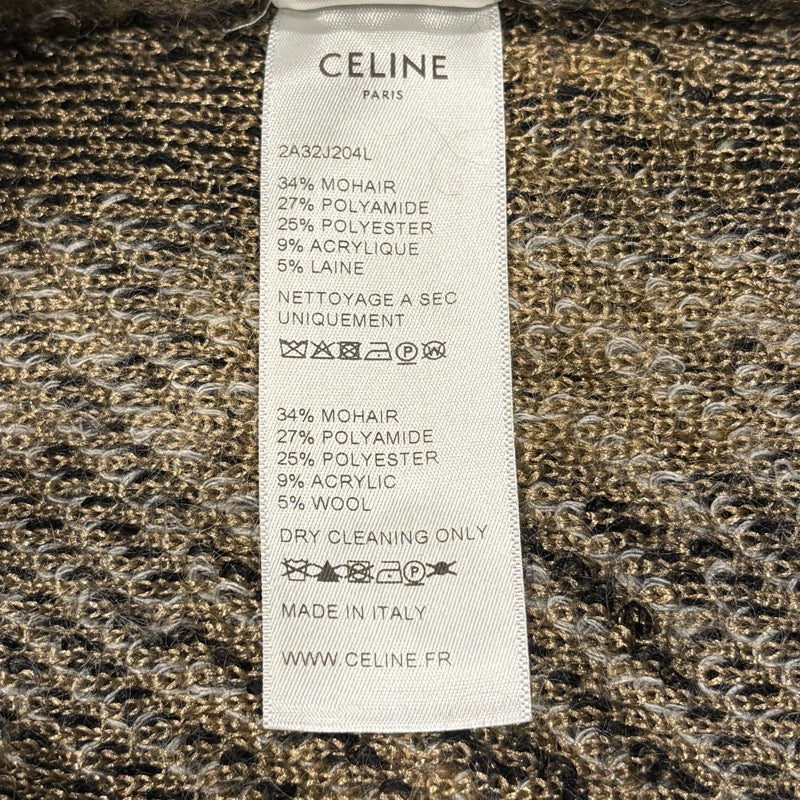 CELINE
PARIS
2A32J204L
34% MOHAIR
27% POLYAMIDE
25% POLYESTER
9% ACRYLIQUE
5% LAINE
NETTOYAGE A SEC
UNIQUEMENT
P W
34% MOHAIR
27% POLYAMIDE
25% POLYESTER
9% ACRYLIC
5% WOOL
DRY CLEANING ONLY
P
MADE IN ITALY
WWW.CELINE.FR